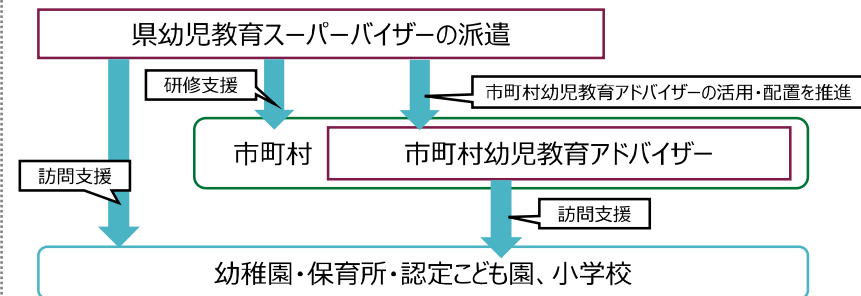 県幼児教育スーパーバイザーの派遣
研修支援
市町村幼児教育アドバイザーの活用・配置を推進
市町村
市町村幼児教育アドバイザー
訪問支援
訪問支援
幼稚園・保育所・認定こども園、小学校